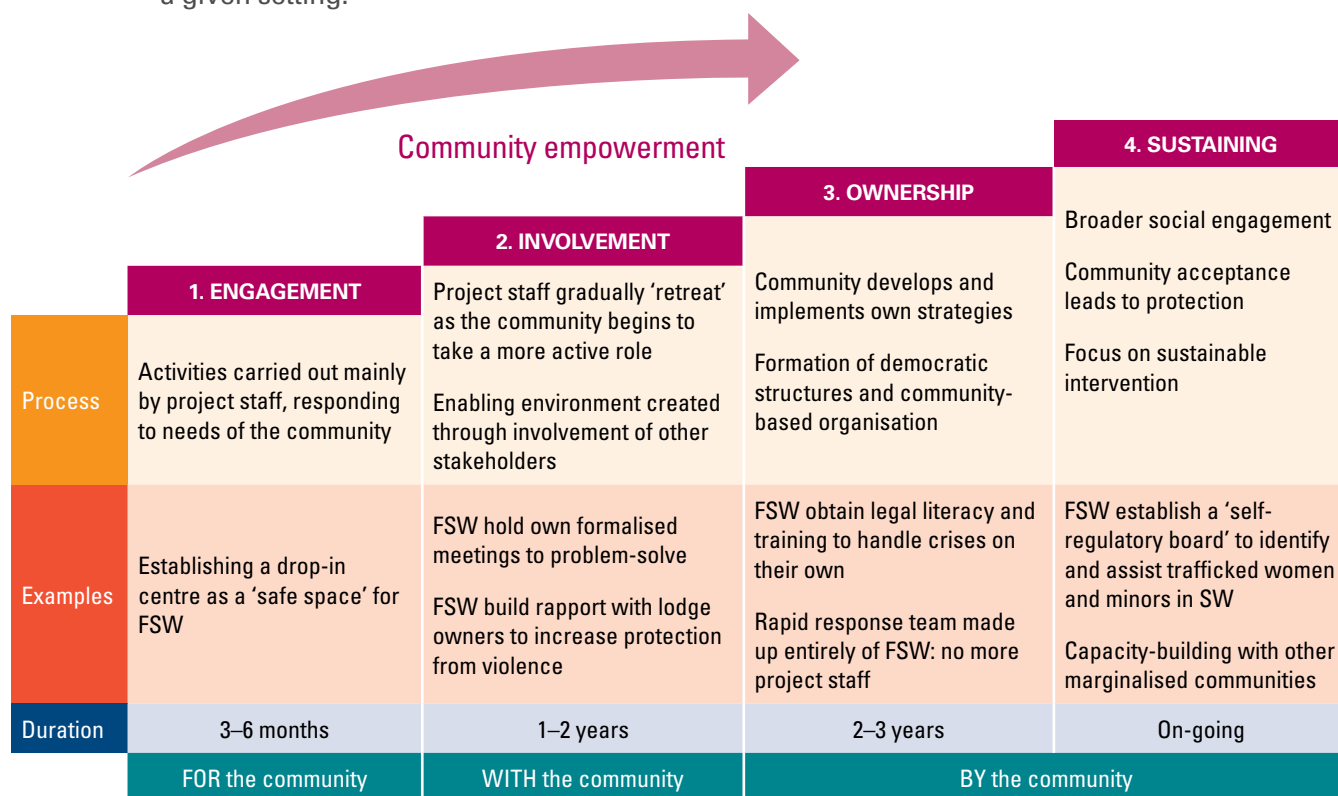 a given setting.
Community empowerment
4. SUSTAINING
3. OWNERSHIP
2. INVOLVEMENT
1. ENGAGEMENT
Process
Activities carried out mainly
by project staff, responding
to needs of the community
Project staff gradually ‘retreat’
as the community begins to
take a more active role
Enabling environment created
through involvement of other
stakeholders
Community develops and
implements own strategies
Formation of democratic
structures and community-
based organisation
Broader social engagement
Community acceptance
leads to protection
Focus on sustainable
intervention
Examples
Establishing a drop-in
centre as a ‘safe space’ for
FSW
FSW hold own formalised
meetings to problem-solve
FSW build rapport with lodge
owners to increase protection
from violence
FSW obtain legal literacy and
training to handle crises on
their own
Rapid response team made
up entirely of FSW: no more
project staff
FSW establish a ‘self-
regulatory board’ to identify
and assist trafficked women
and minors in SW
Capacity-building with other
marginalised communities
Duration
3–6 months
1–2 years
2–3 years
On-going
FOR the community
WITH the community
BY the community